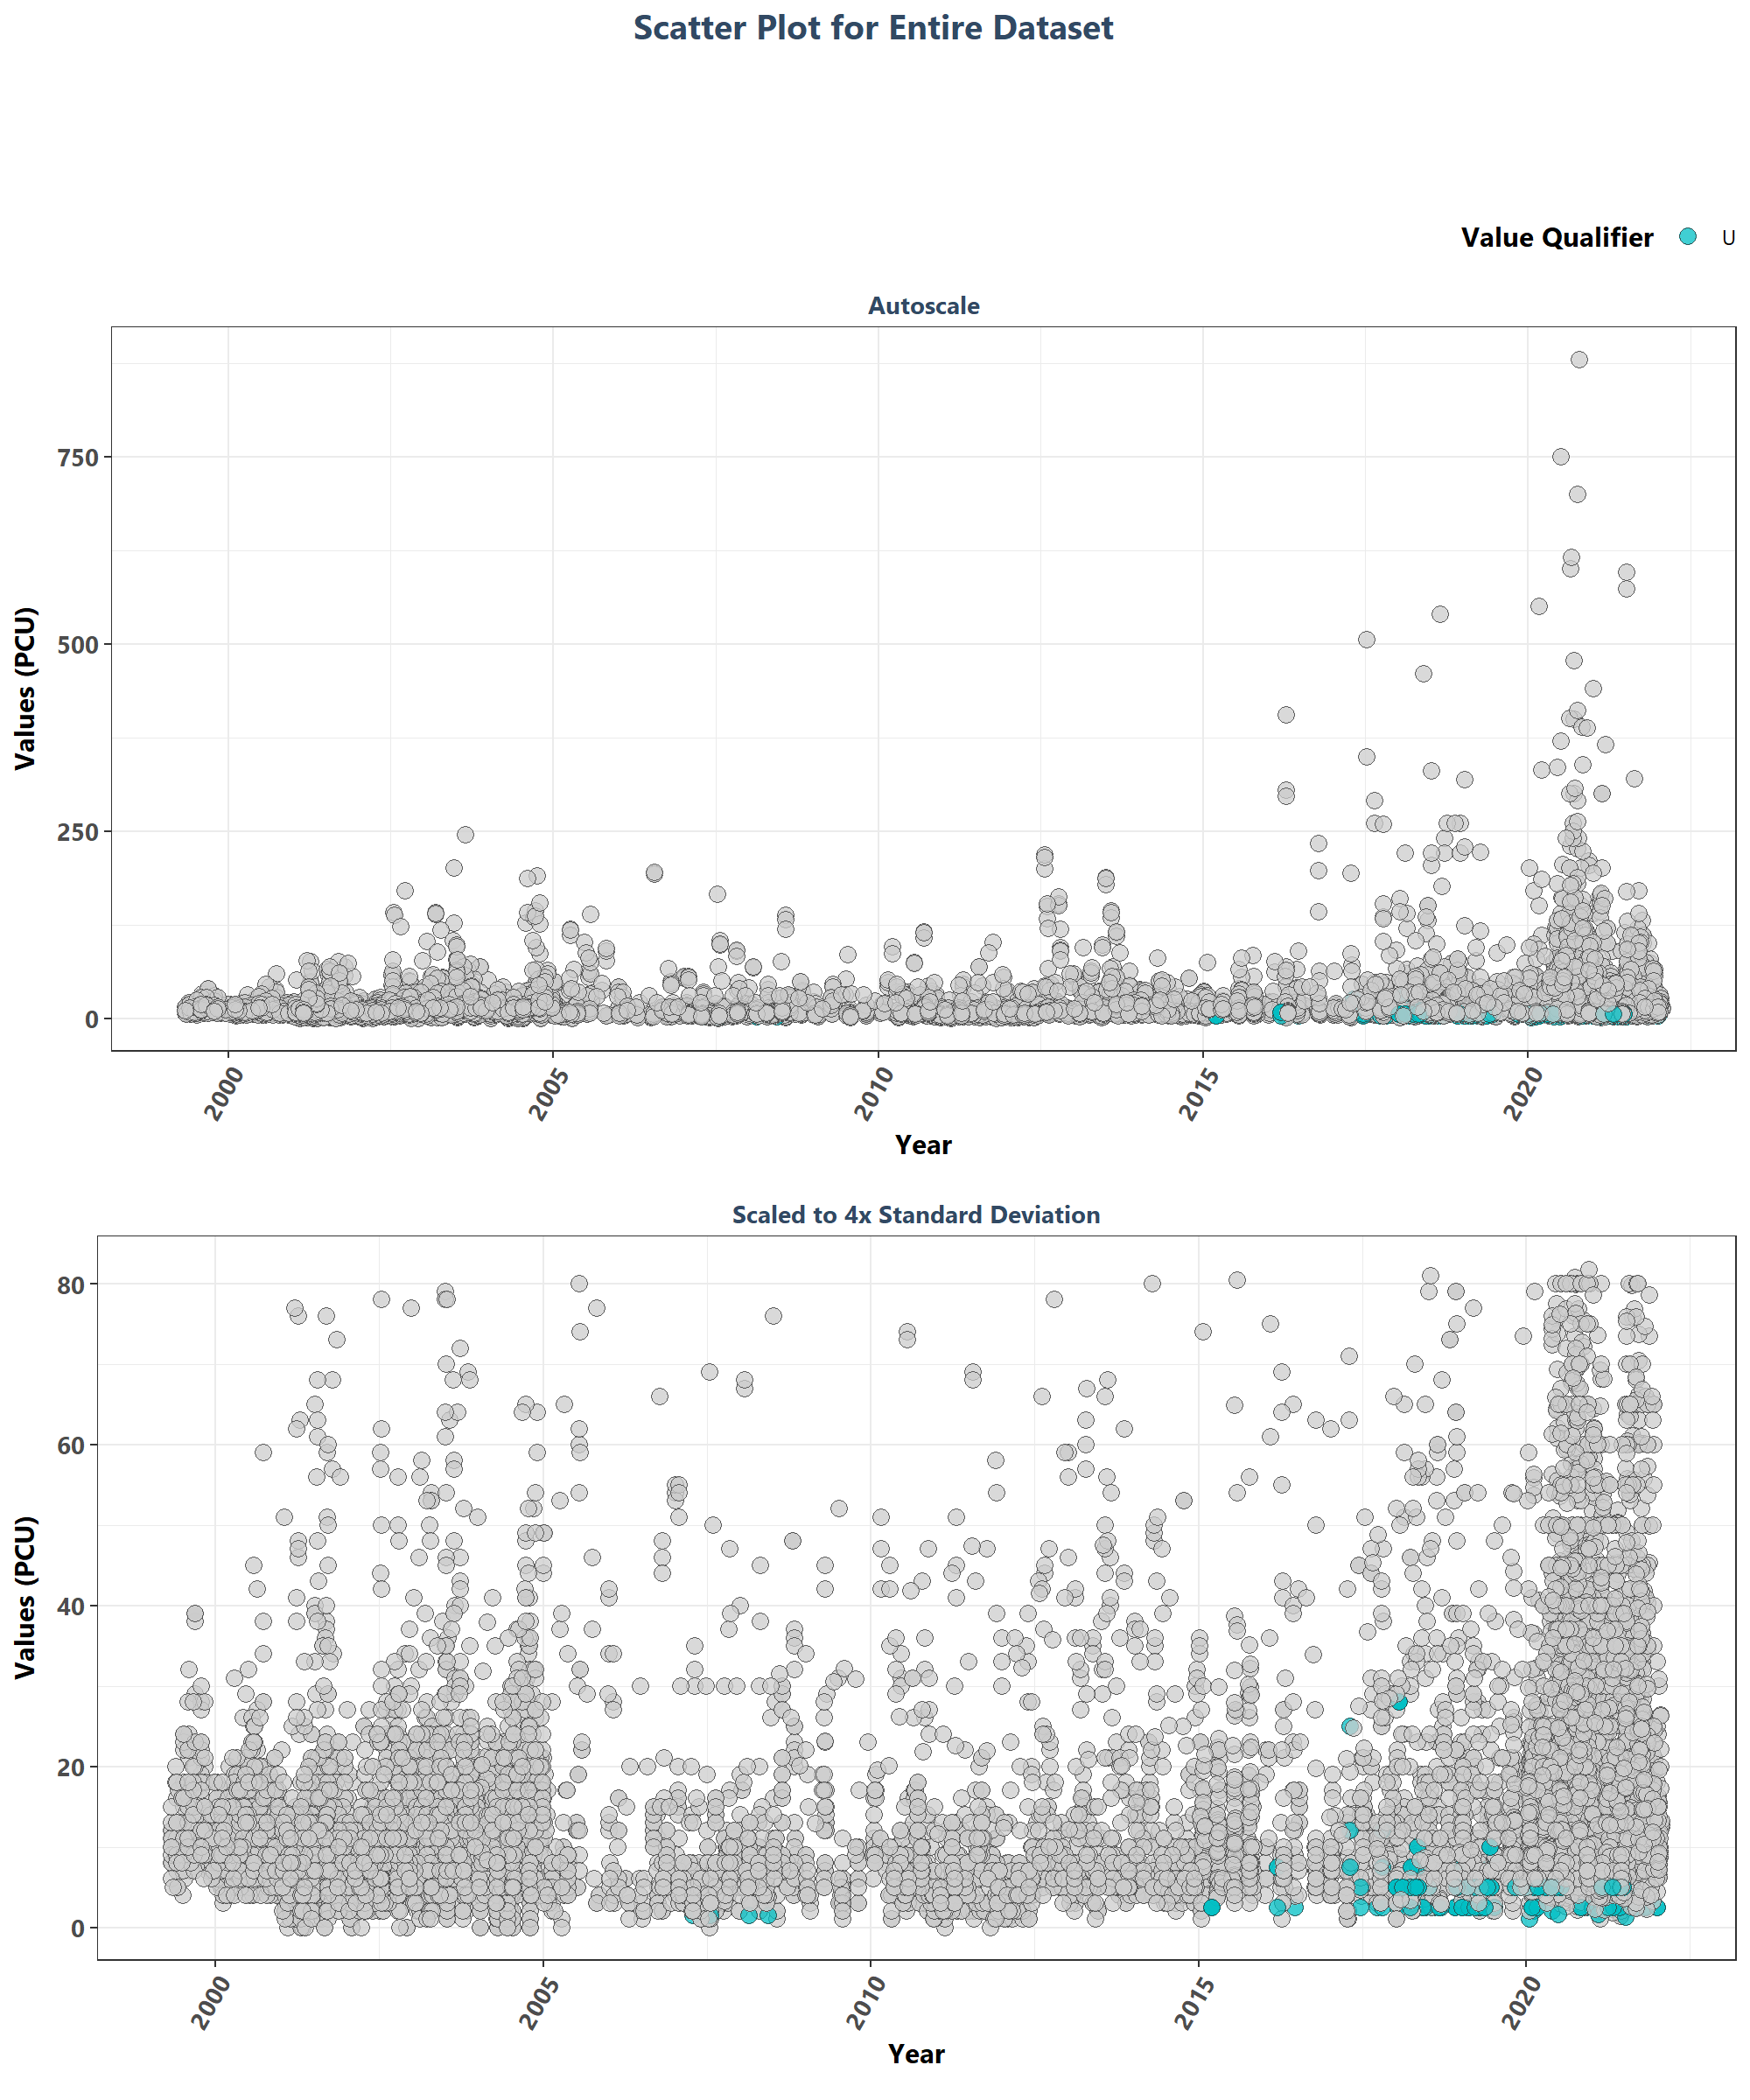 Scatter Plot for Entire Dataset
Value Qualifier U
Autoscale
Values (PCU)
750
500
250
0
2000 2005 2010 2015 2020
Year
Scaled to 4x Standard Deviation
Values (PCU)
80
60
40
20
0
2000 2005 2010 2015 2020
Year